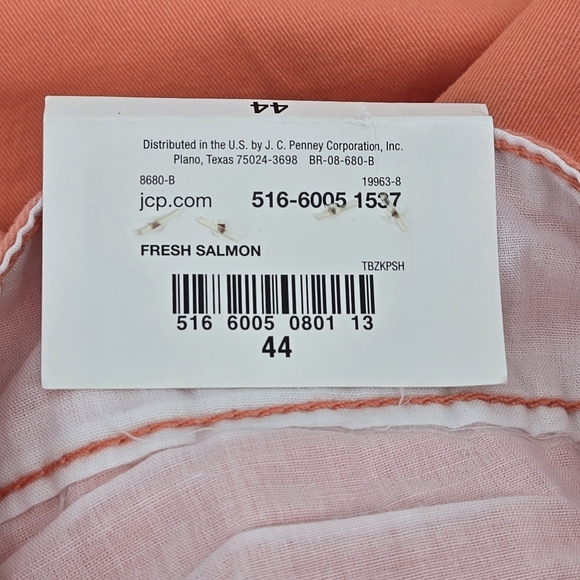 44
Distributed in the U.S. by J. C. Penney Corporation, Inc.
Plano, Texas 75024-3698 BR-08-680-B
8680-B 19963-8
jcp.com 516-6005 1537
FRESH SALMON
TBZKPSH
516 6005 0801 13
44